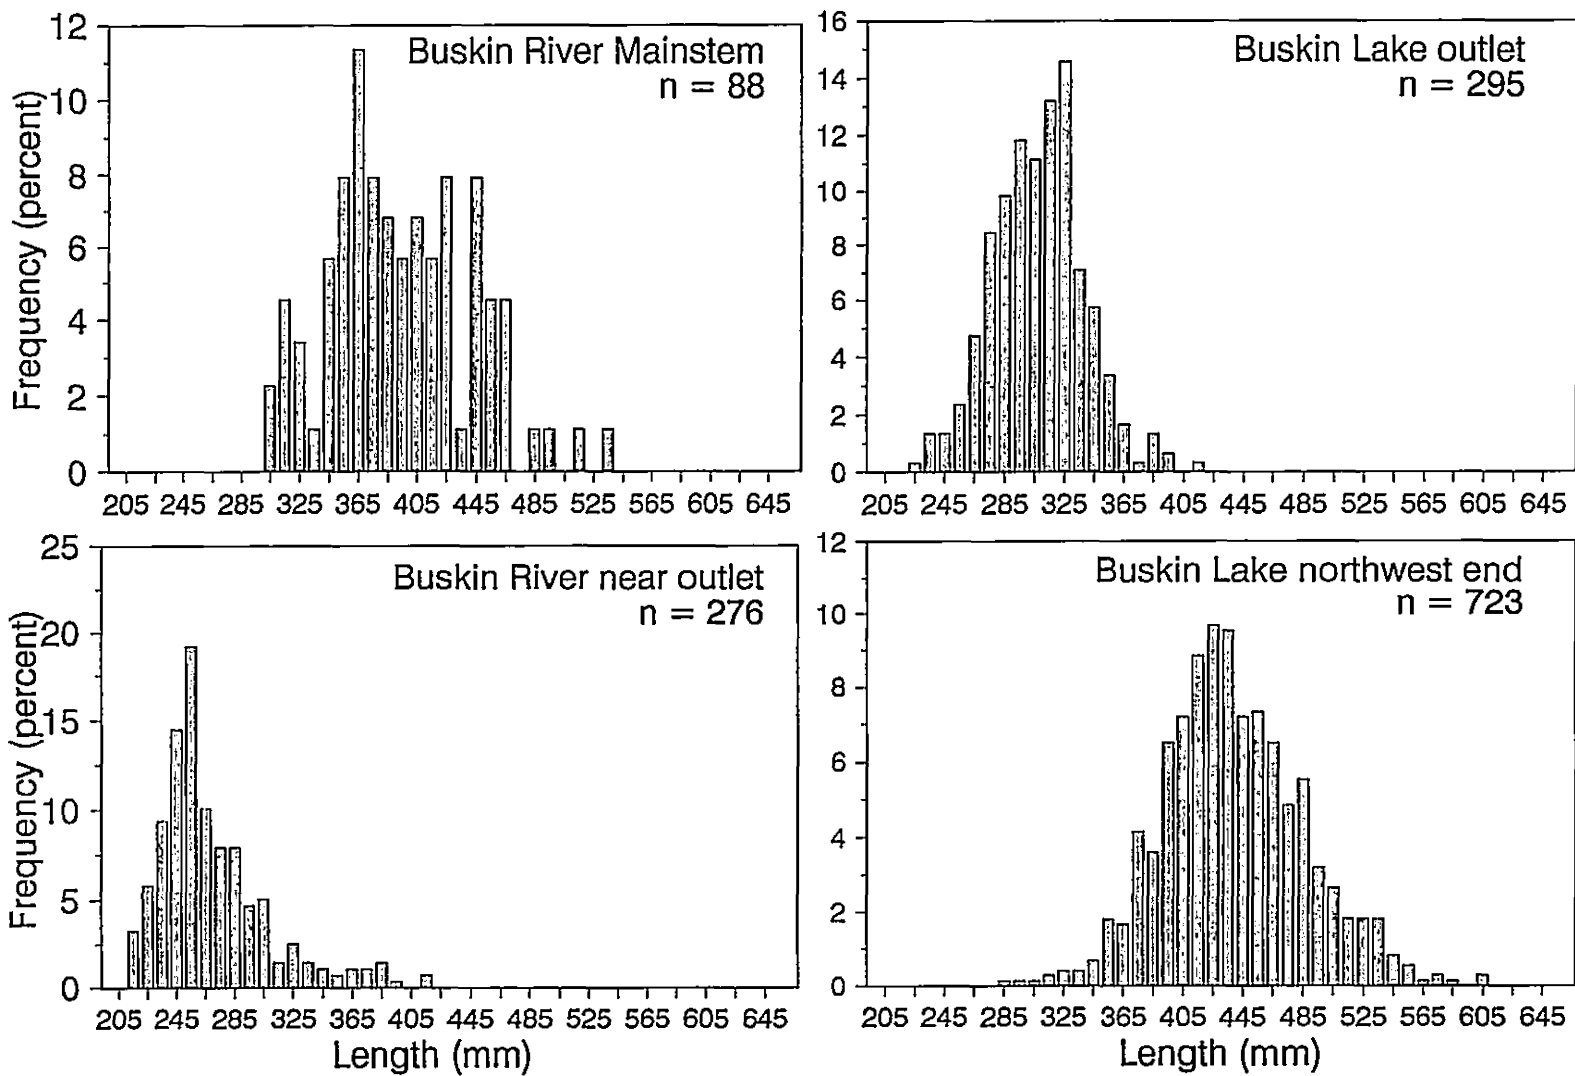 Buskin River Mainstem
n = 88
Frequency (percent)
12
10
8
6
4
2
0
205 245 285 325 365 405 445 485 525 565 605 645
Buskin Lake outlet
n = 295
16
14
12
10
8
6
4
2
0
205 245 285 325 365 405 445 485 525 565 605 645
Buskin River near outlet
n = 276
Frequency (percent)
25
20
15
10
5
0
205 245 285 325 365 405 445 485 525 565 605 645
Length (mm)
Buskin Lake northwest end
n = 723
12
10
8
6
4
2
0
205 245 285 325 365 405 445 485 525 565 605 645
Length (mm)